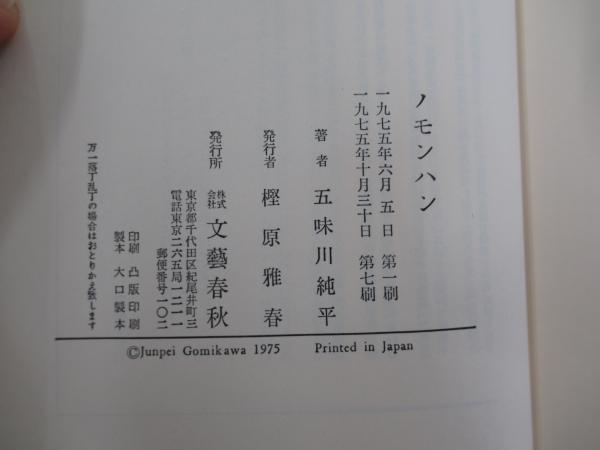 ノモンハン
一九七五年六月 五 日 第一刷
一九七五年十月三十日 第七刷
著 者 五味川純平
発行者 樫原雅春
発行所 株式会社 文藝春秋
東京都千代田区紀尾井町三
電話東京二六五局一二一一
郵便番号一〇二
印刷 凸版印刷
製本 大口製本
万一落丁乱丁の場合はおとりかえ致します
©Junpei Gomikawa 1975 Printed in Japan